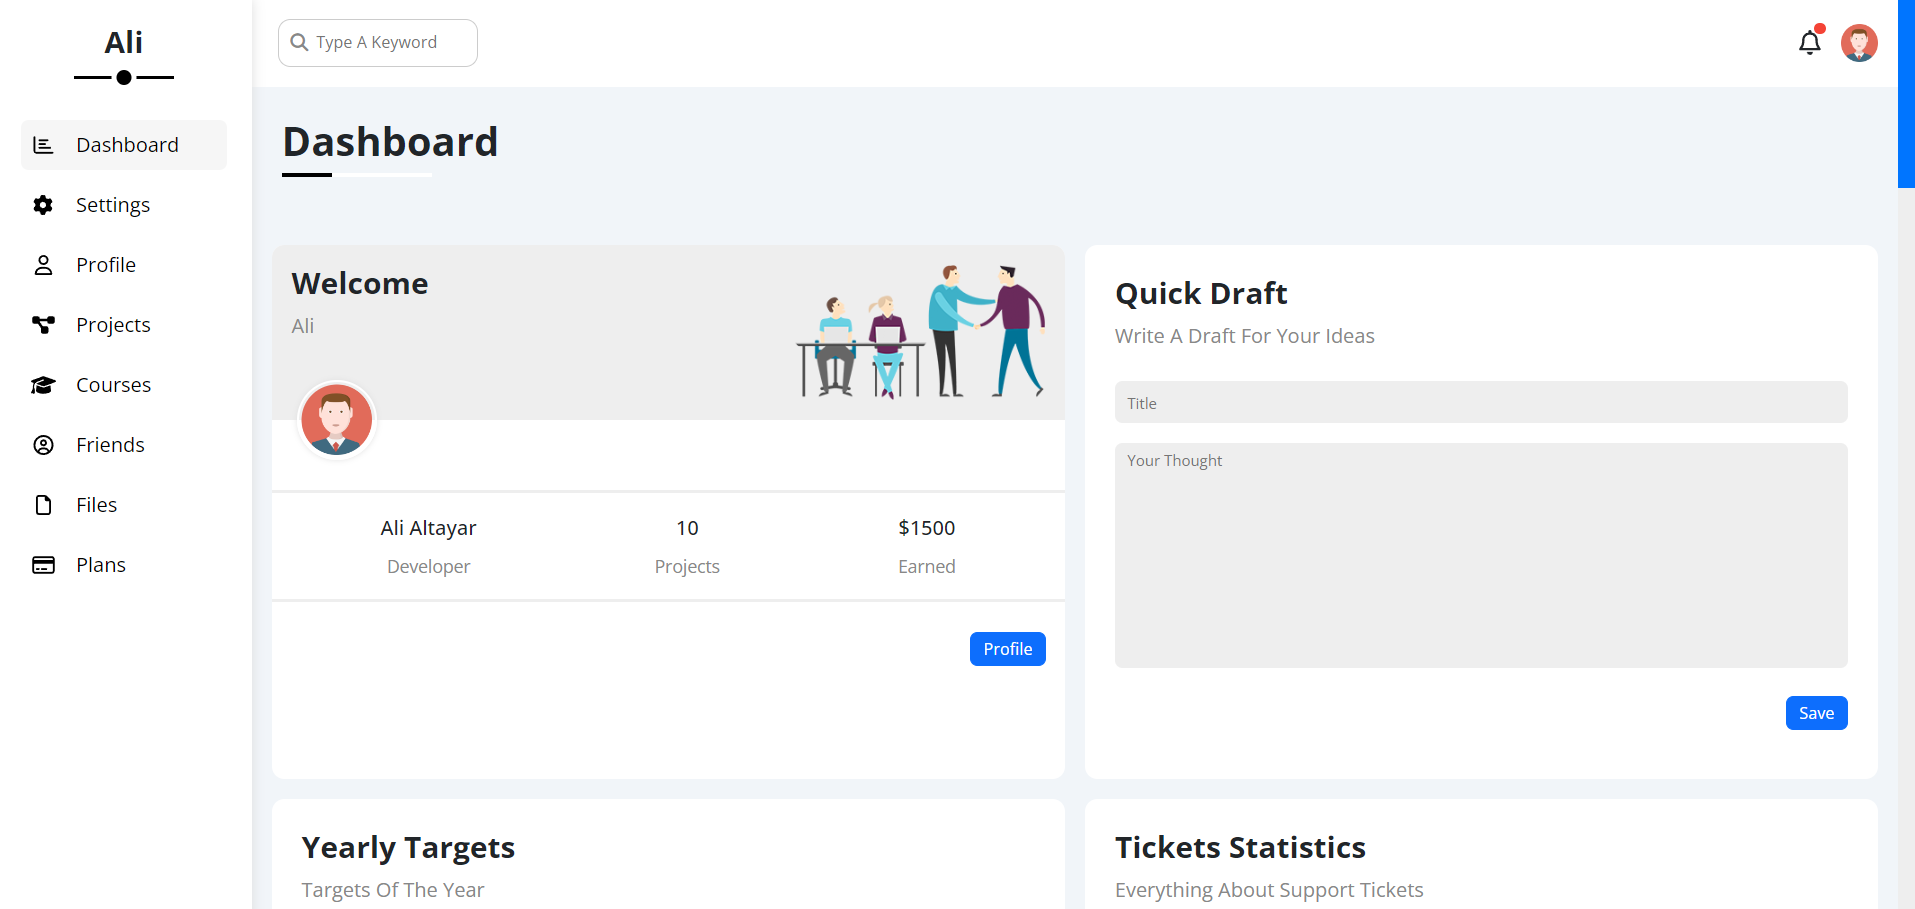 Ali
Dashboard
Settings
Profile
Projects
Courses
Friends
Files
Plans
Type A Keyword
Dashboard
Welcome
Ali
Ali Altayar
Developer
10
Projects
$1500
Earned
Profile
Quick Draft
Write A Draft For Your Ideas
Title
Your Thought
Save
Yearly Targets
Targets Of The Year
Tickets Statistics
Everything About Support Tickets